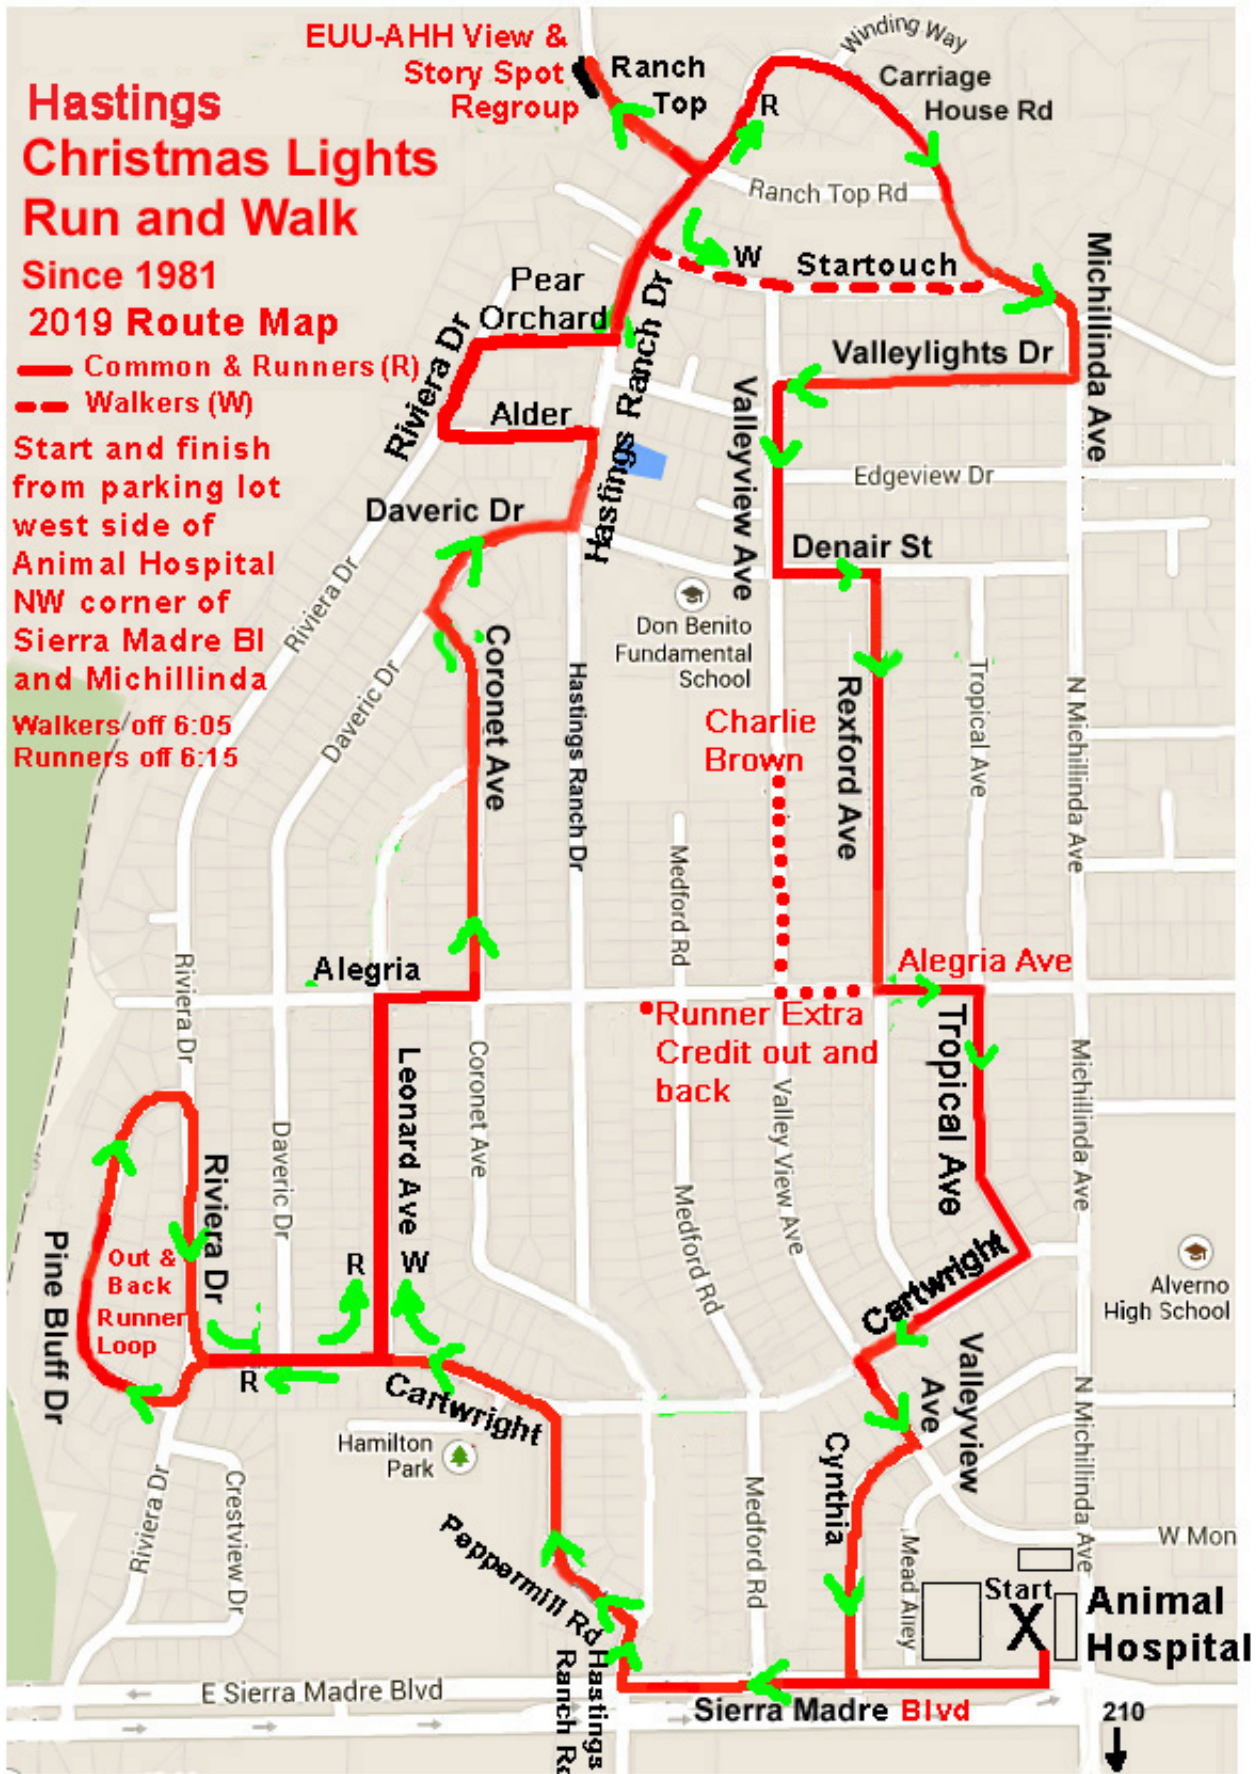 EUU-AHH View &
Story Spot
Regroup
Ranch
Top
R
Winding Way
Carriage
House Rd
Hastings
Christmas Lights
Run and Walk
Since 1981
2019 Route Map
Common & Runners (R)
Walkers (W)
Start and finish
from parking lot
west side of
Animal Hospital
NW corner of
Sierra Madre Bl
and Michillinda
Walkers off 6:05
Runners off 6:15
Ranch Top Rd
W
Startouch
Michillinda Ave
Pear
Orchard
Riviera Dr
Hastings Ranch Dr
Valleylights Dr
Alder
Valleyview Ave
Edgeview Dr
Daveric Dr
Denair St
Riviera Dr
Don Benito
Fundamental
School
Coronet Ave
Daveric Dr
Hastings Ranch Dr
Charlie
Brown
Rexford Ave
Tropical Ave
N Michillinda Ave
Medford Rd
Alegria
Alegria Ave
Riviera Dr
Runner Extra
Credit out and
back
Tropical Ave
Leonard Ave
Coronet Ave
Michillinda Ave
Valley View Ave
Daveric Dr
Riviera Dr
Medford Rd
Pine Bluff Dr
Out &
Back
Runner
Loop
R
W
Cartwright
Alverno
High School
R
Cartwright
Valleyview
Ave
N Michillinda Ave
Hamilton
Park
Cynthia
Riviera Dr
Crestview Dr
Peppermill Rd
Medford Rd
Mead Alley
W Mon
Start
X
Animal
Hospital
Hastings
Ranch Rd
E Sierra Madre Blvd
Sierra Madre Blvd
210